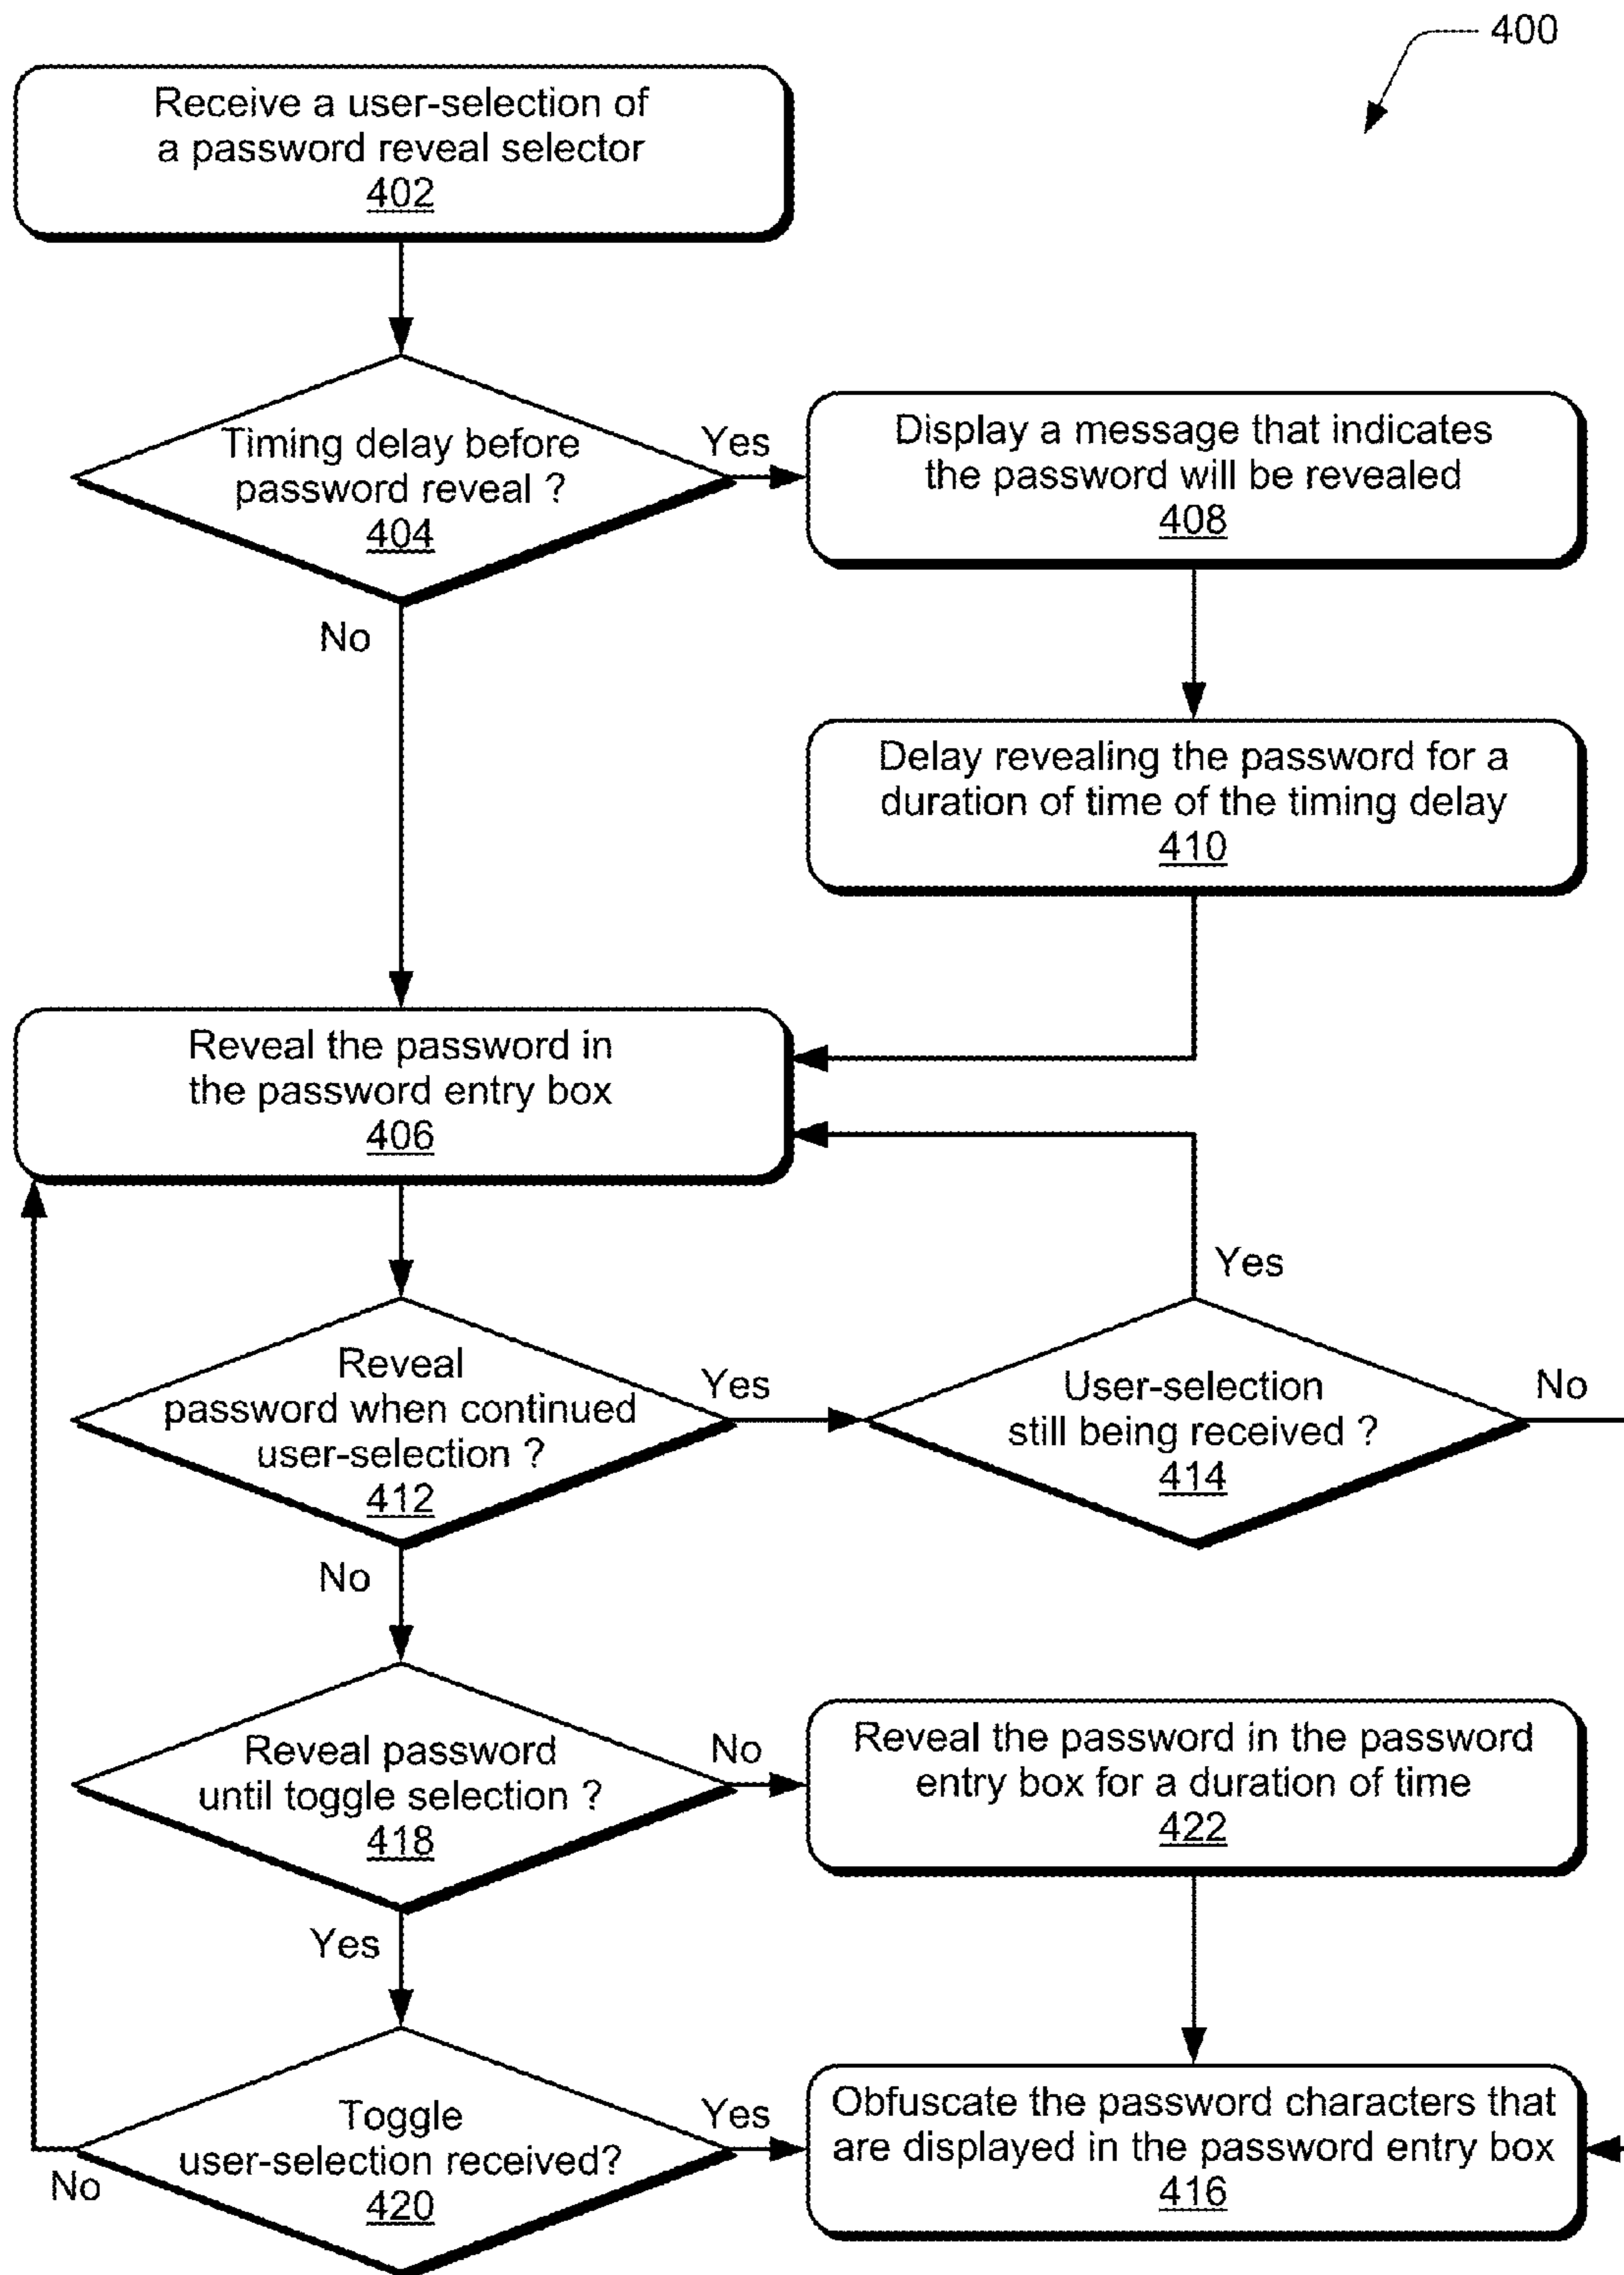 400
Receive a user-selection of
a password reveal selector
402
Timing delay before
password reveal ?
404
Yes
No
Display a message that indicates
the password will be revealed
408
Delay revealing the password for a
duration of time of the timing delay
410
Reveal the password in
the password entry box
406
Reveal
password when continued
user-selection ?
412
Yes
No
User-selection
still being received ?
414
Yes
No
Reveal password
until toggle selection ?
418
No
Yes
Reveal the password in the password
entry box for a duration of time
422
Toggle
user-selection received?
420
Yes
No
Obfuscate the password characters that
are displayed in the password entry box
416